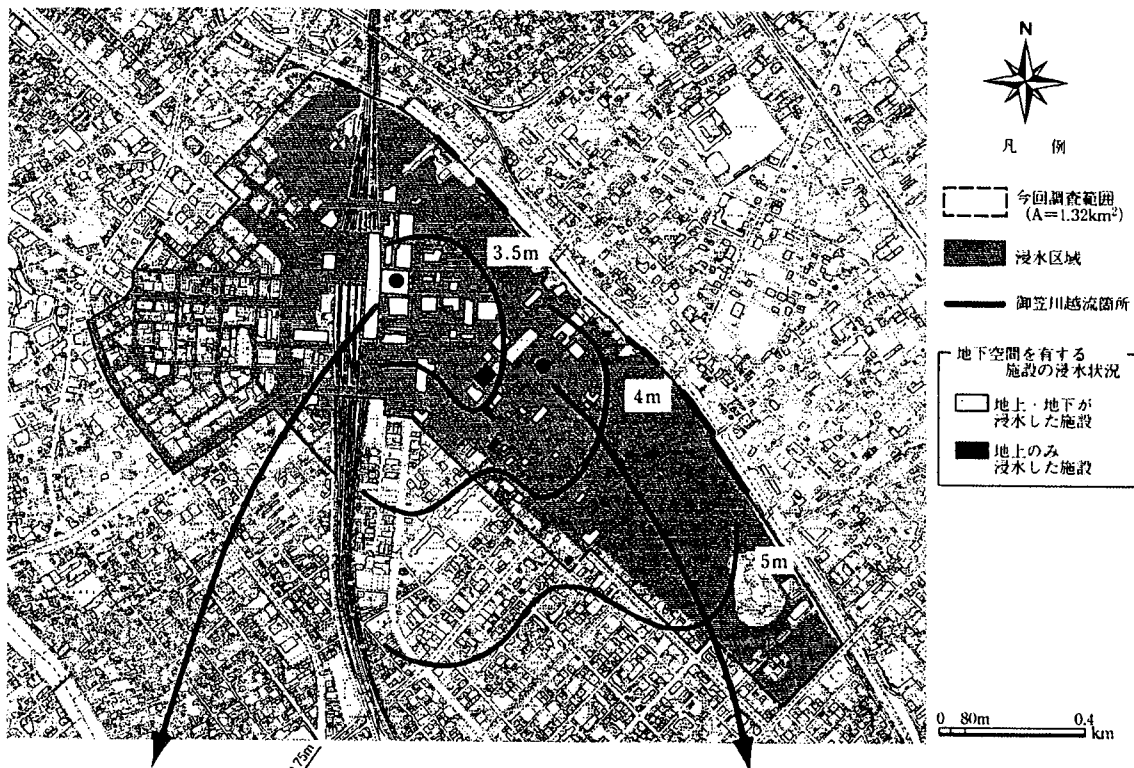 N
凡 例
今回調査範囲
(A=1.32km²)
浸水区域
御笠川越流箇所
地下空間を有する
施設の浸水状況
地上・地下が
浸水した施設
地上のみ
浸水した施設
3.5m
4m
5m
0 80m 0.4
km